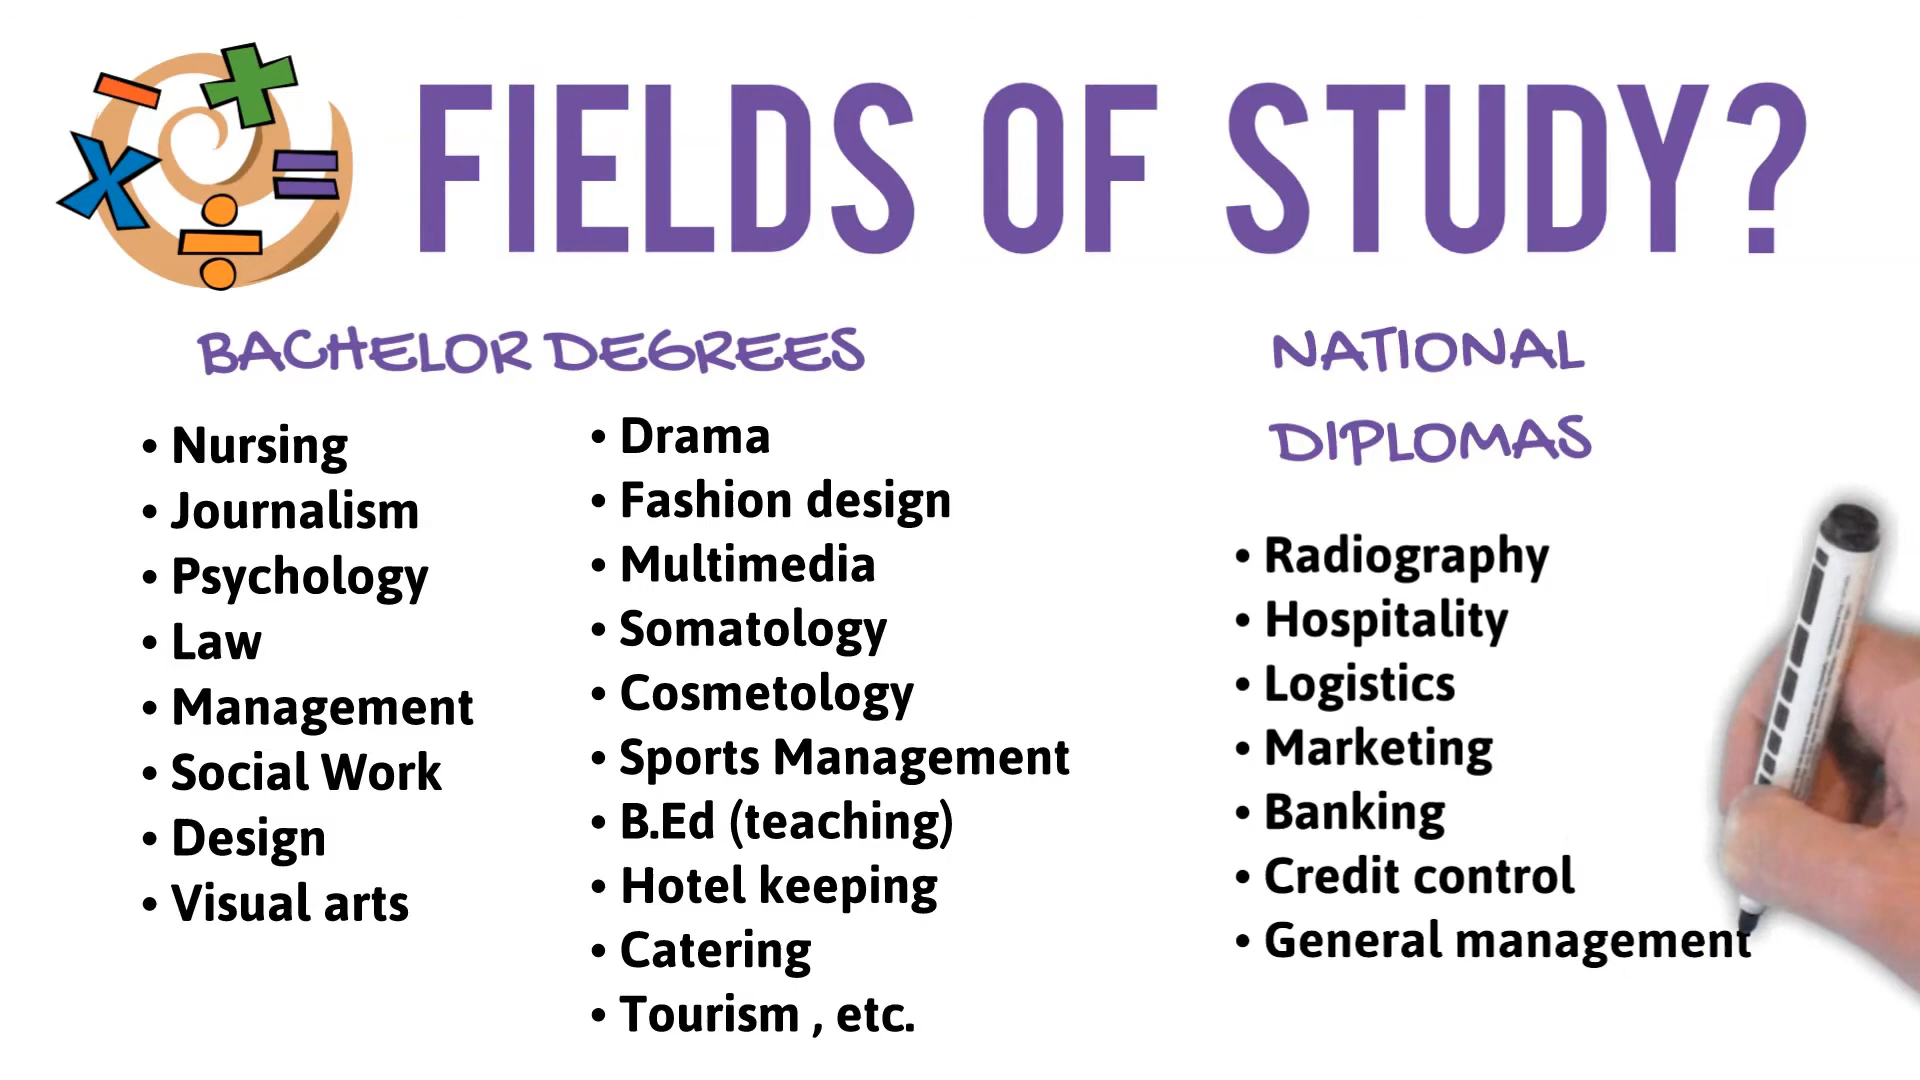 FIELDS OF STUDY?
BACHELOR DEGREES
• Nursing
• Journalism
• Psychology
• Law
• Management
• Social Work
• Design
• Visual arts
• Drama
• Fashion design
• Multimedia
• Somatology
• Cosmetology
• Sports Management
• B.Ed (teaching)
• Hotel keeping
• Catering
• Tourism , etc.
NATIONAL
DIPLOMAS
• Radiography
• Hospitality
• Logistics
• Marketing
• Banking
• Credit control
• General management